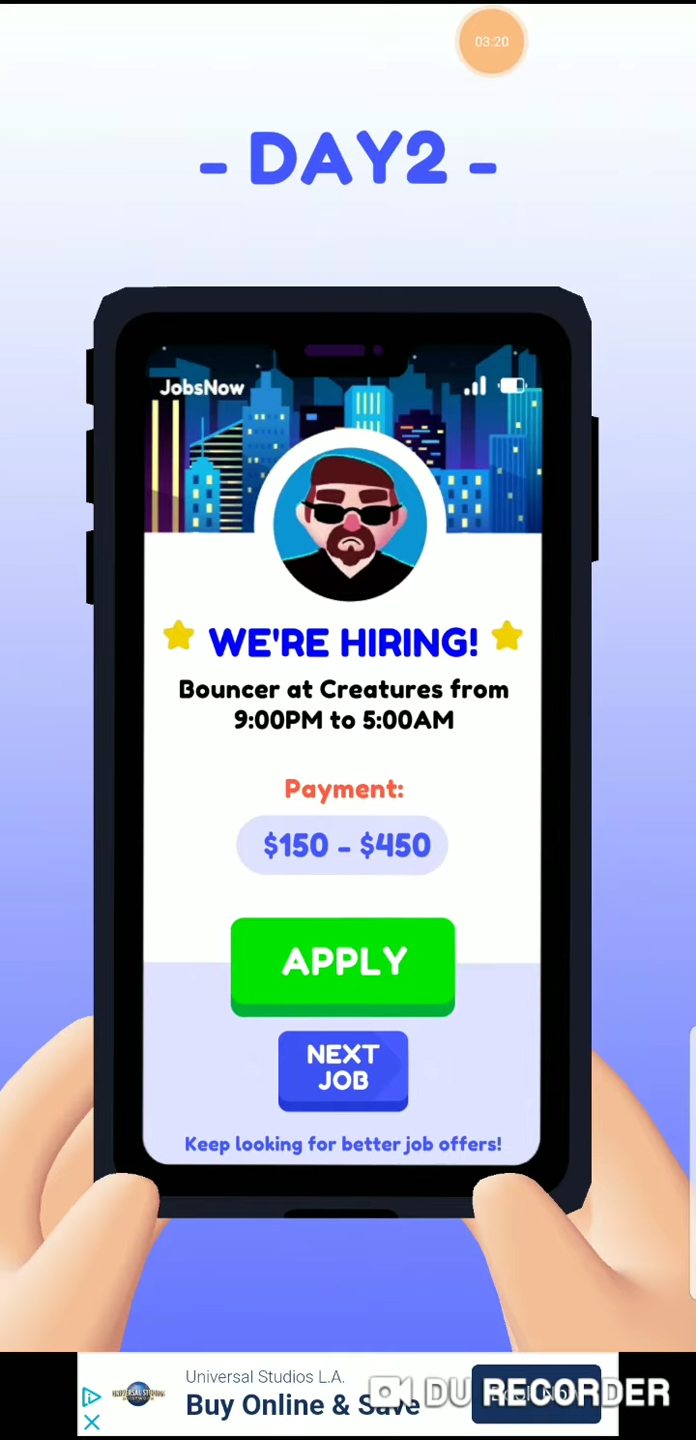 03:20
- DAY2 -
JobsNow
WE'RE HIRING!
Bouncer at Creatures from
9:00PM to 5:00AM
Payment:
$150 - $450
APPLY
NEXT
JOB
Keep looking for better job offers!
Universal Studios L.A.
Buy Online & Save
DU RECORDER